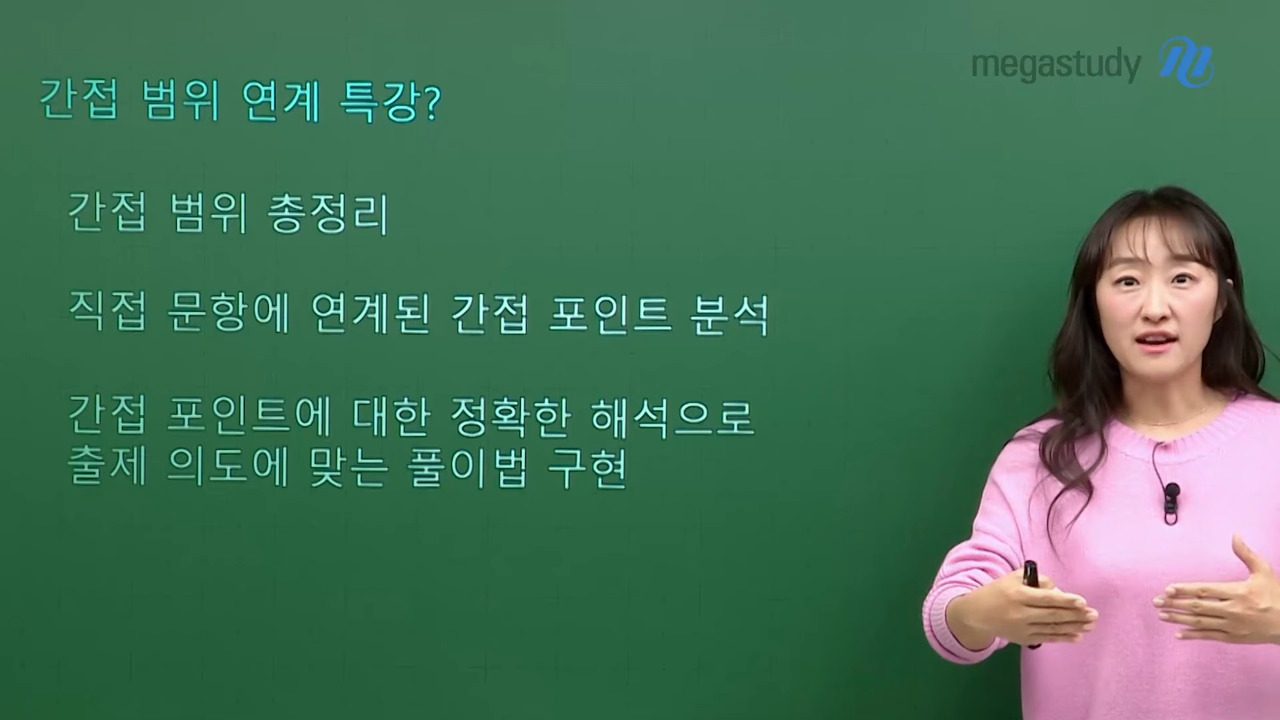 megastudy
간접 범위 연계 특강?
간접 범위 총정리
직접 문항에 연계된 간접 포인트 분석
간접 포인트에 대한 정확한 해석으로
출제 의도에 맞는 풀이법 구현